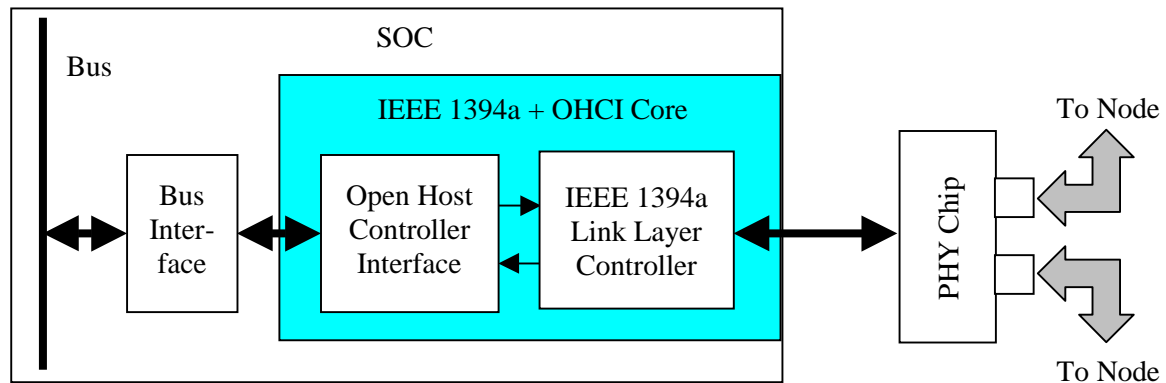 SOC
Bus
IEEE 1394a + OHCI Core
To Node
Bus
Inter-
face
Open Host
Controller
Interface
IEEE 1394a
Link Layer
Controller
PHY Chip
To Node